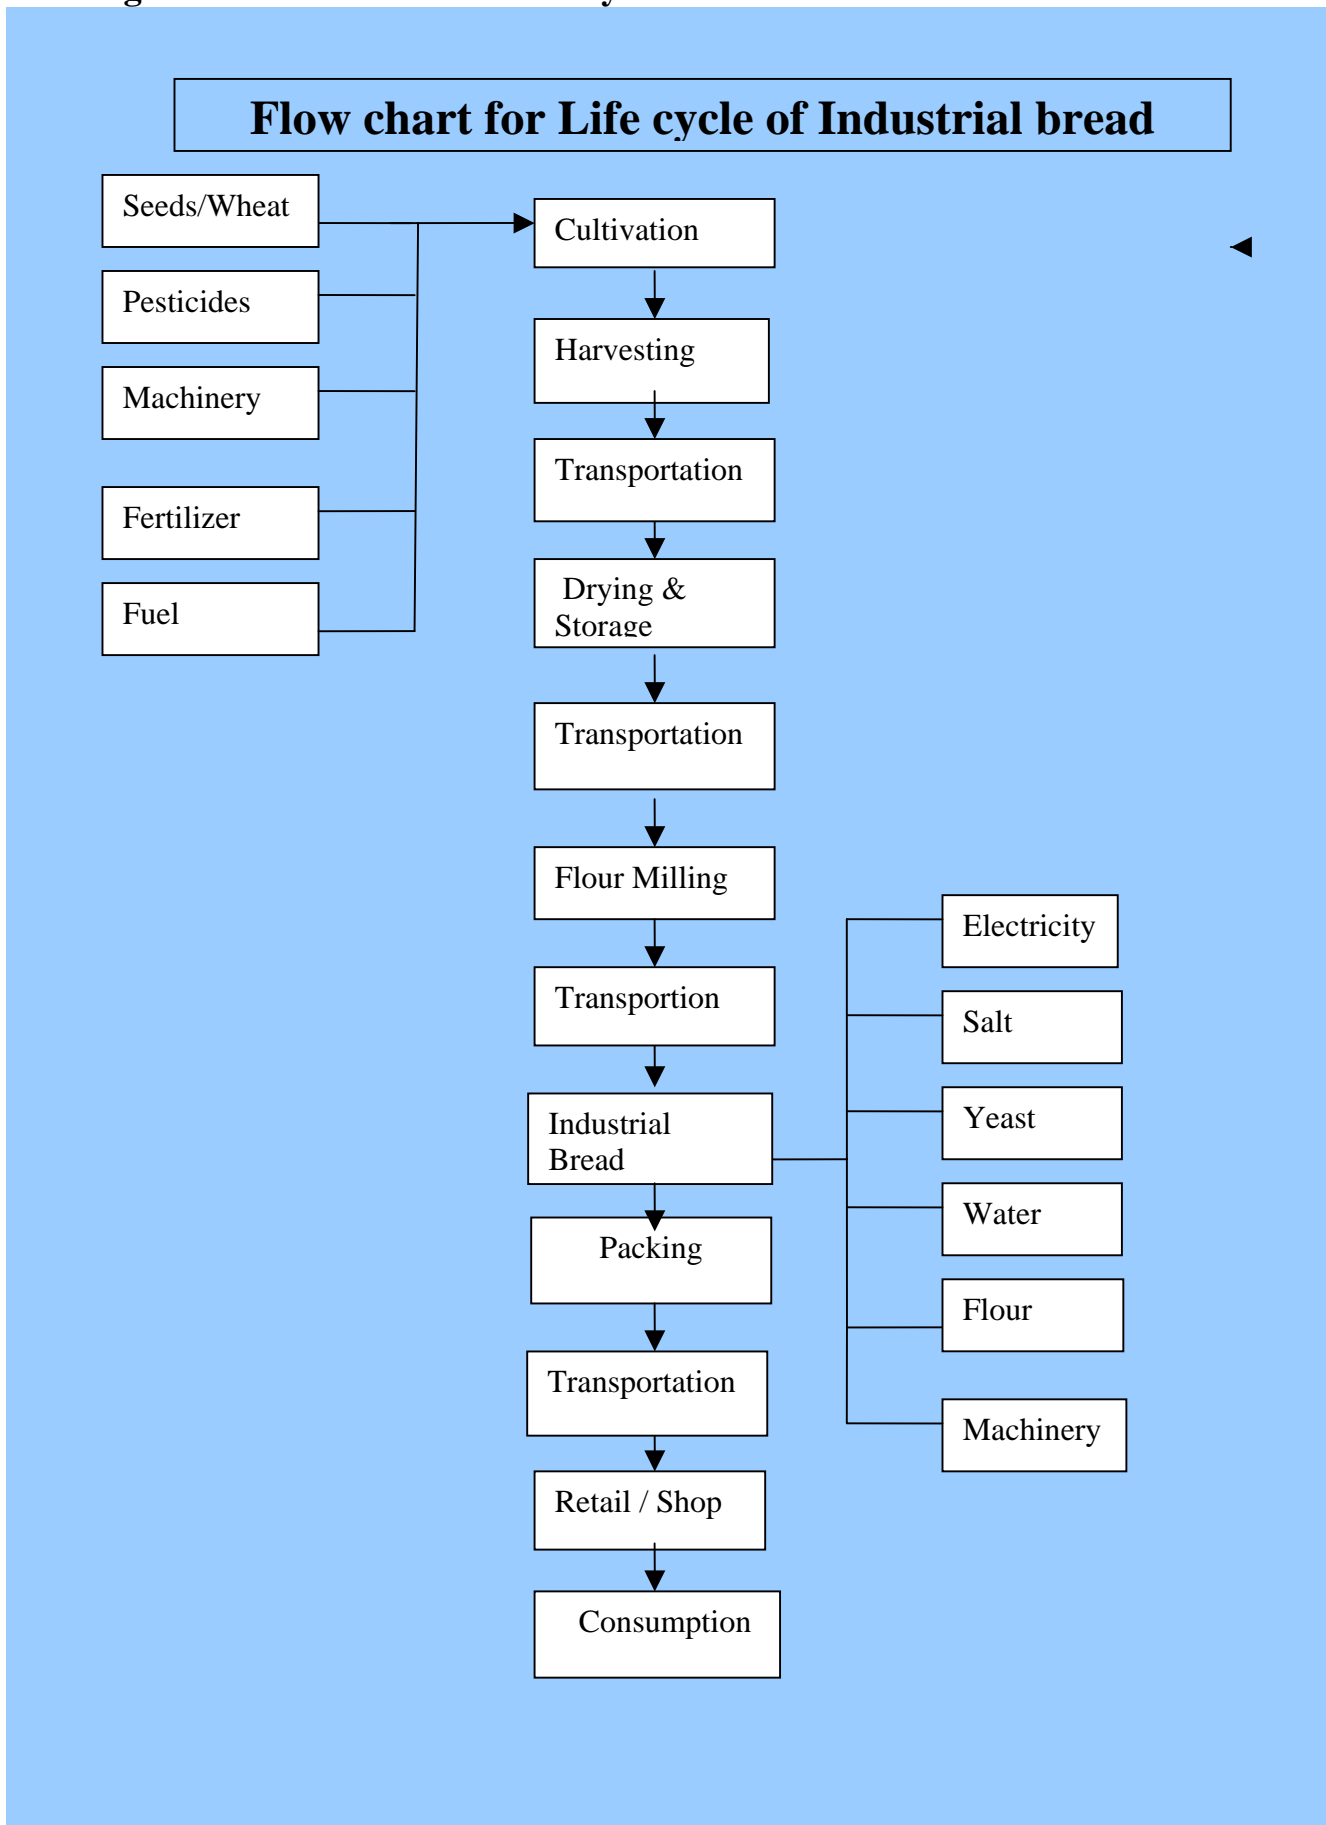 Flow chart for Life cycle of Industrial bread
Seeds/Wheat
Pesticides
Machinery
Fertilizer
Fuel
Cultivation
Harvesting
Transportation
Drying &
Storage
Transportation
Flour Milling
Transportion
Industrial
Bread
Packing
Transportation
Retail / Shop
Consumption
Electricity
Salt
Yeast
Water
Flour
Machinery